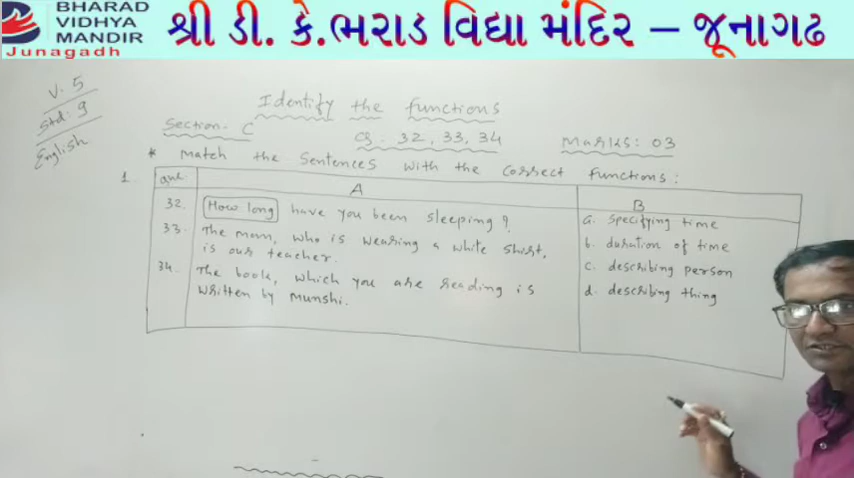 BHARAD
VIDHYA
MANDIR
Junagadh
શ્રી ડી. કે.ભરાડ વિદ્યા મંદિર – જૂનાગઢ
V. 5
Std: 9
English
Identify the functions
Section - C
Q. 32, 33, 34
Marks: 03
* Match the sentences with the correct functions:
1.
Que.
A
B
32. How long have you been sleeping?
a. specifying time
33. The man, who is wearing a white shirt,
is our teacher.
b. duration of time
34. The book, which you are reading is
written by Munshi.
c. describing person
d. describing thing